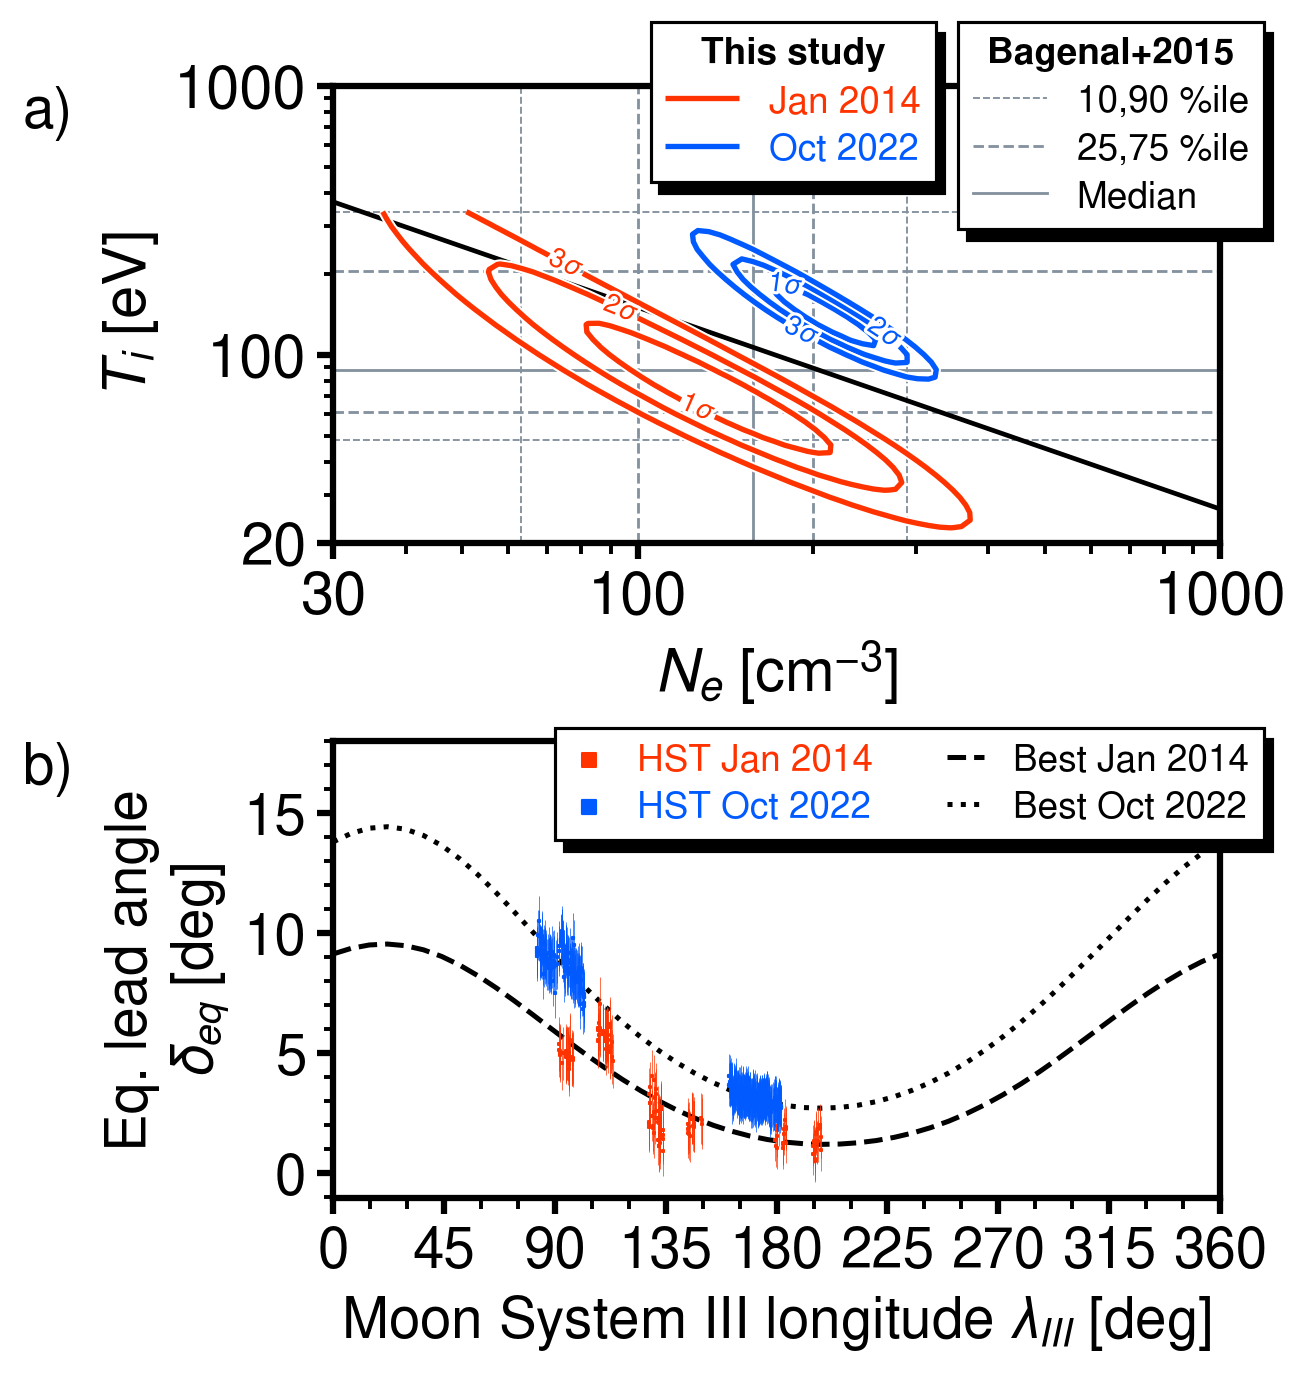 a)
This study
Jan 2014
Oct 2022
Bagenal+2015
10,90 %ile
25,75 %ile
Median
1000
100
20
T_i [eV]
3σ
2σ
1σ
1σ
2σ
3σ
30
100
1000
N_e [cm⁻³]
b)
HST Jan 2014
HST Oct 2022
Best Jan 2014
Best Oct 2022
Eq. lead angle
δ_eq [deg]
15
10
5
0
0 45 90 135 180 225 270 315 360
Moon System III longitude λ_III [deg]